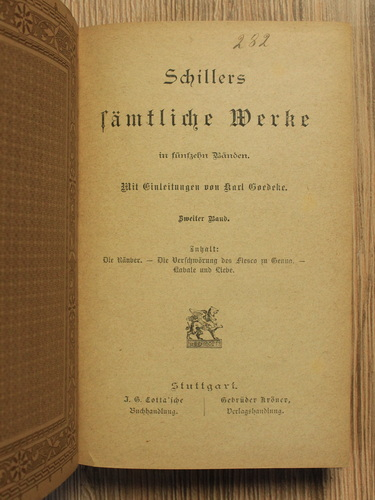 232
Schillers
sämtliche Werke
in fünfzehn Bänden.
Mit Einleitungen von Karl Goedeke.
Zweiter Band.
Inhalt:
Die Räuber. — Die Verschwörung des Fiesco zu Genua. —
Kabale und Liebe.
Stuttgart.
J. G. Cotta'sche
Buchhandlung.
Gebrüder Kröner,
Verlagshandlung.